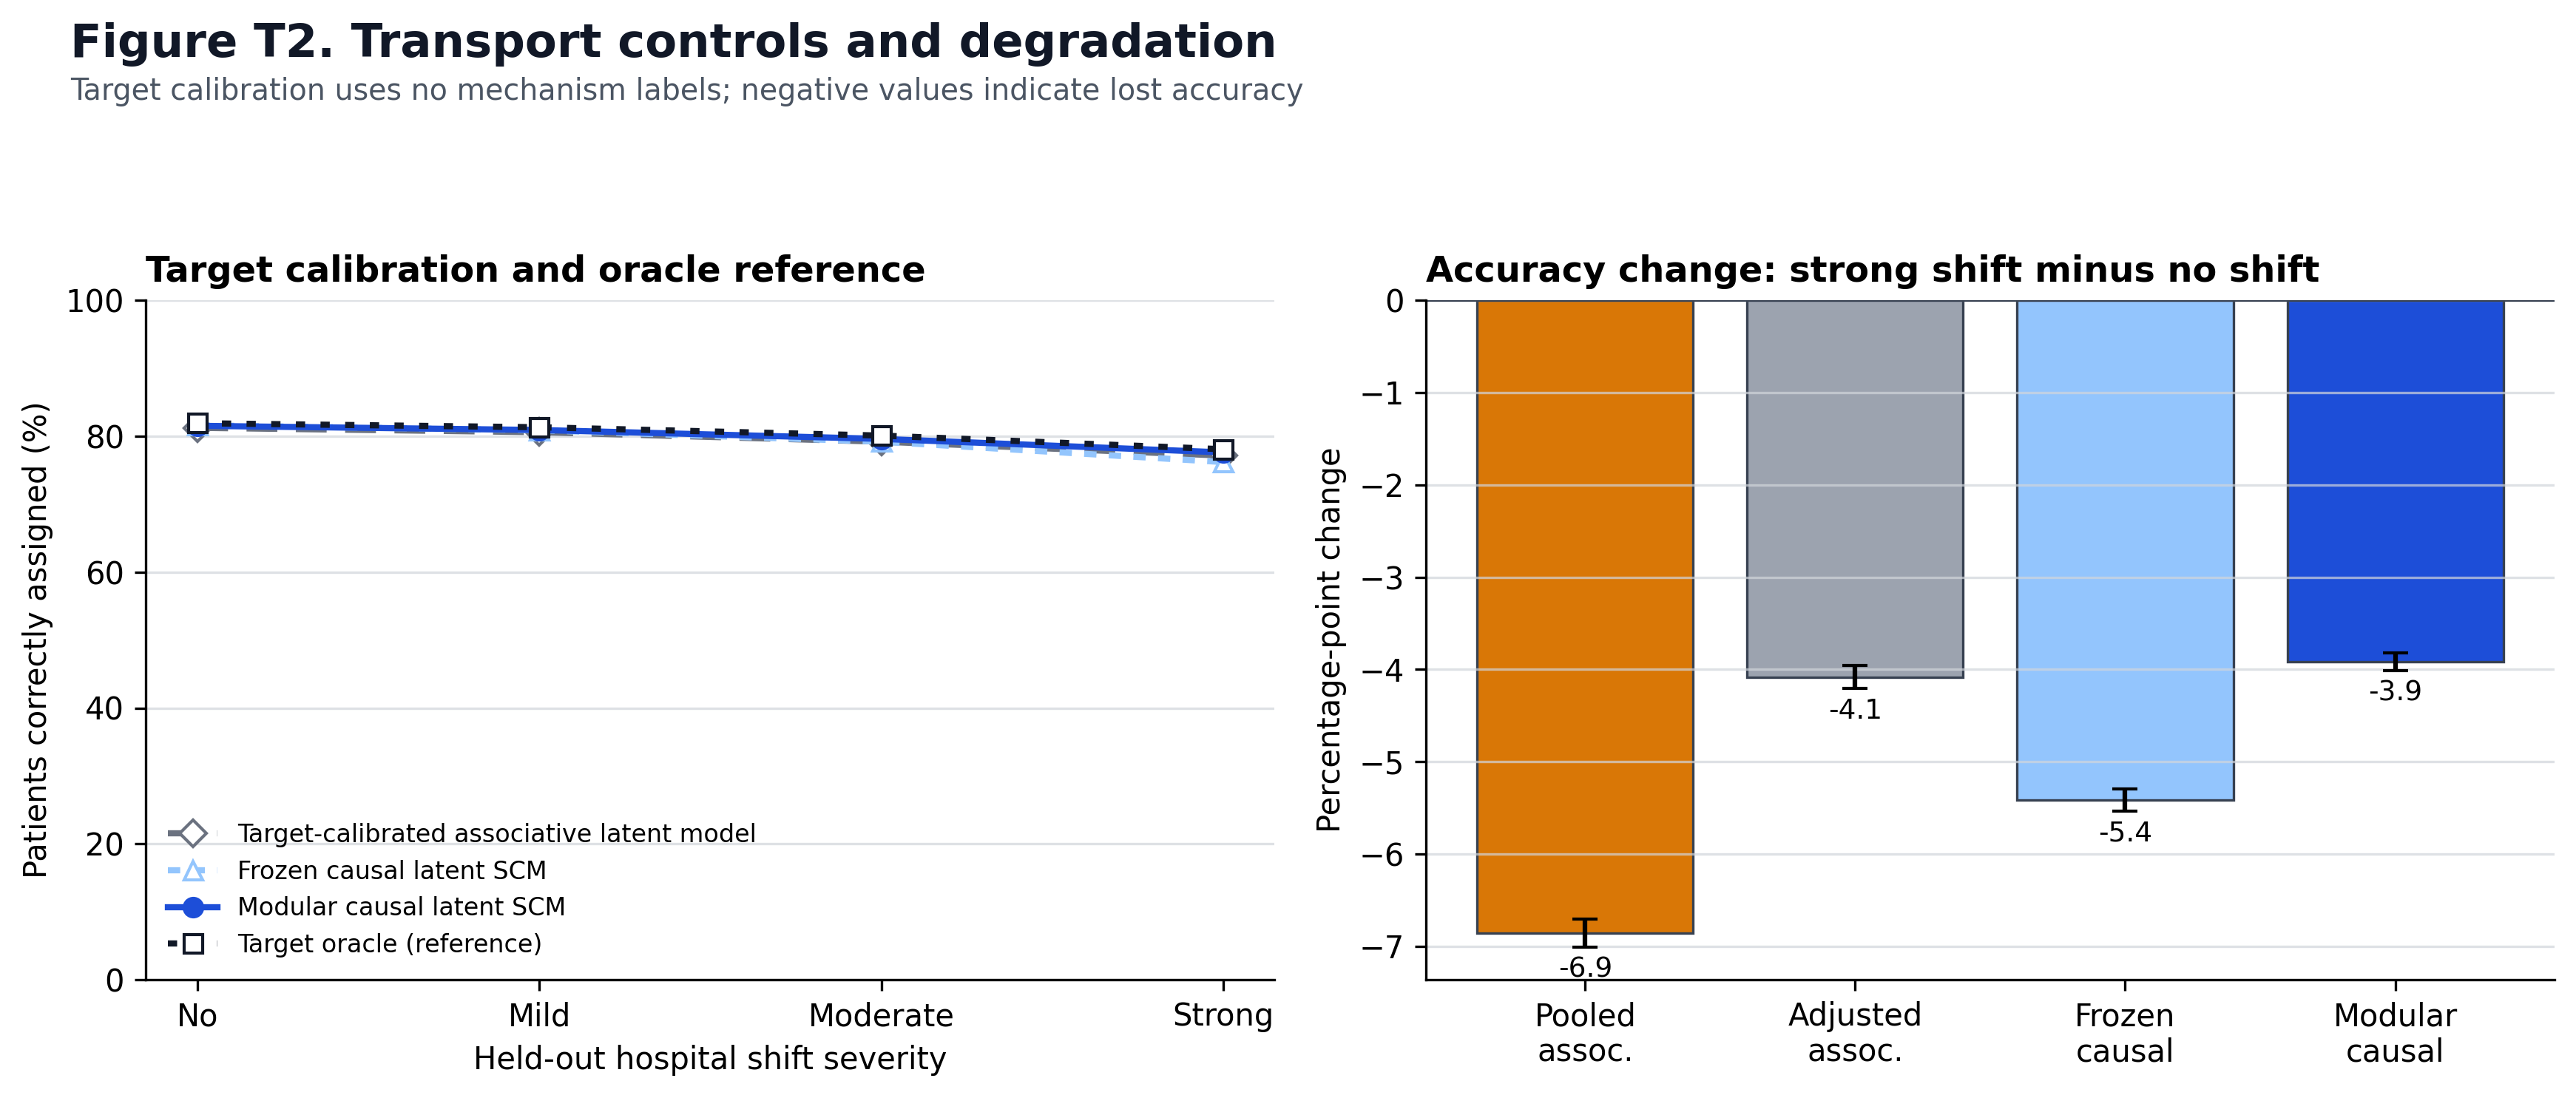 Figure T2. Transport controls and degradation
Target calibration uses no mechanism labels; negative values indicate lost accuracy
Target calibration and oracle reference
Patients correctly assigned (%)
100
80
60
40
20
0
Target-calibrated associative latent model
Frozen causal latent SCM
Modular causal latent SCM
Target oracle (reference)
No
Mild
Moderate
Strong
Held-out hospital shift severity
Accuracy change: strong shift minus no shift
Percentage-point change
0
−1
−2
−3
−4
−5
−6
−7
-6.9
-4.1
-5.4
-3.9
Pooled
assoc.
Adjusted
assoc.
Frozen
causal
Modular
causal